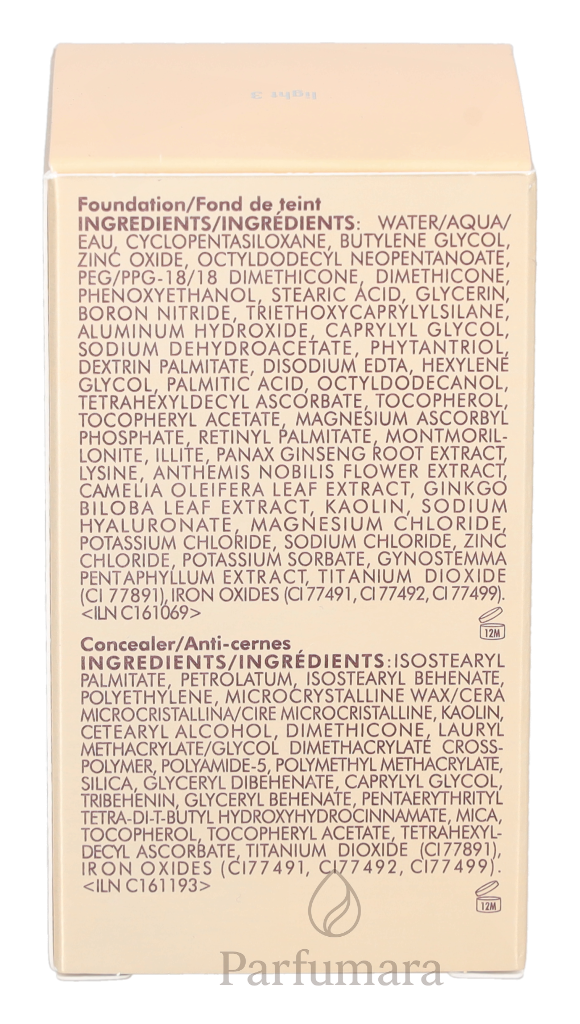 light 3
Foundation/Fond de teint
INGREDIENTS/INGRÉDIENTS: WATER/AQUA/
EAU, CYCLOPENTASILOXANE, BUTYLENE GLYCOL,
ZINC OXIDE, OCTYLDODECYL NEOPENTANOATE,
PEG/PPG-18/18 DIMETHICONE, DIMETHICONE,
PHENOXYETHANOL, STEARIC ACID, GLYCERIN,
BORON NITRIDE, TRIETHOXYCAPRYLYLSILANE,
ALUMINUM HYDROXIDE, CAPRYLYL GLYCOL,
SODIUM DEHYDROACETATE, PHYTANTRIOL,
DEXTRIN PALMITATE, DISODIUM EDTA, HEXYLENE
GLYCOL, PALMITIC ACID, OCTYLDODECANOL,
TETRAHEXYLDECYL ASCORBATE, TOCOPHEROL,
TOCOPHERYL ACETATE, MAGNESIUM ASCORBYL
PHOSPHATE, RETINYL PALMITATE, MONTMORIL-
LONITE, ILLITE, PANAX GINSENG ROOT EXTRACT,
LYSINE, ANTHEMIS NOBILIS FLOWER EXTRACT,
CAMELIA OLEIFERA LEAF EXTRACT, GINKGO
BILOBA LEAF EXTRACT, KAOLIN, SODIUM
HYALURONATE, MAGNESIUM CHLORIDE,
POTASSIUM CHLORIDE, SODIUM CHLORIDE, ZINC
CHLORIDE, POTASSIUM SORBATE, GYNOSTEMMA
PENTAPHYLLUM EXTRACT, TITANIUM DIOXIDE
(CI 77891), IRON OXIDES (CI 77491, CI 77492, CI 77499).
<ILN C161069>
12M
Concealer/Anti-cernes
INGREDIENTS/INGRÉDIENTS:ISOSTEARYL
PALMITATE, PETROLATUM, ISOSTEARYL BEHENATE,
POLYETHYLENE, MICROCRYSTALLINE WAX/CERA
MICROCRISTALLINA/CIRE MICROCRISTALLINE, KAOLIN,
CETEARYL ALCOHOL, DIMETHICONE, LAURYL
METHACRYLATE/GLYCOL DIMETHACRYLATE CROSS-
POLYMER, POLYAMIDE-5, POLYMETHYL METHACRYLATE,
SILICA, GLYCERYL DIBEHENATE, CAPRYLYL GLYCOL,
TRIBEHENIN, GLYCERYL BEHENATE, PENTAERYTHRITYL
TETRA-DI-T-BUTYL HYDROXYHYDROCINNAMATE, MICA,
TOCOPHEROL, TOCOPHERYL ACETATE, TETRAHEXYL-
DECYL ASCORBATE, TITANIUM DIOXIDE (CI77891),
IRON OXIDES (CI77491, CI77492, CI77499).
<ILN C161193>
12M
Parfumara